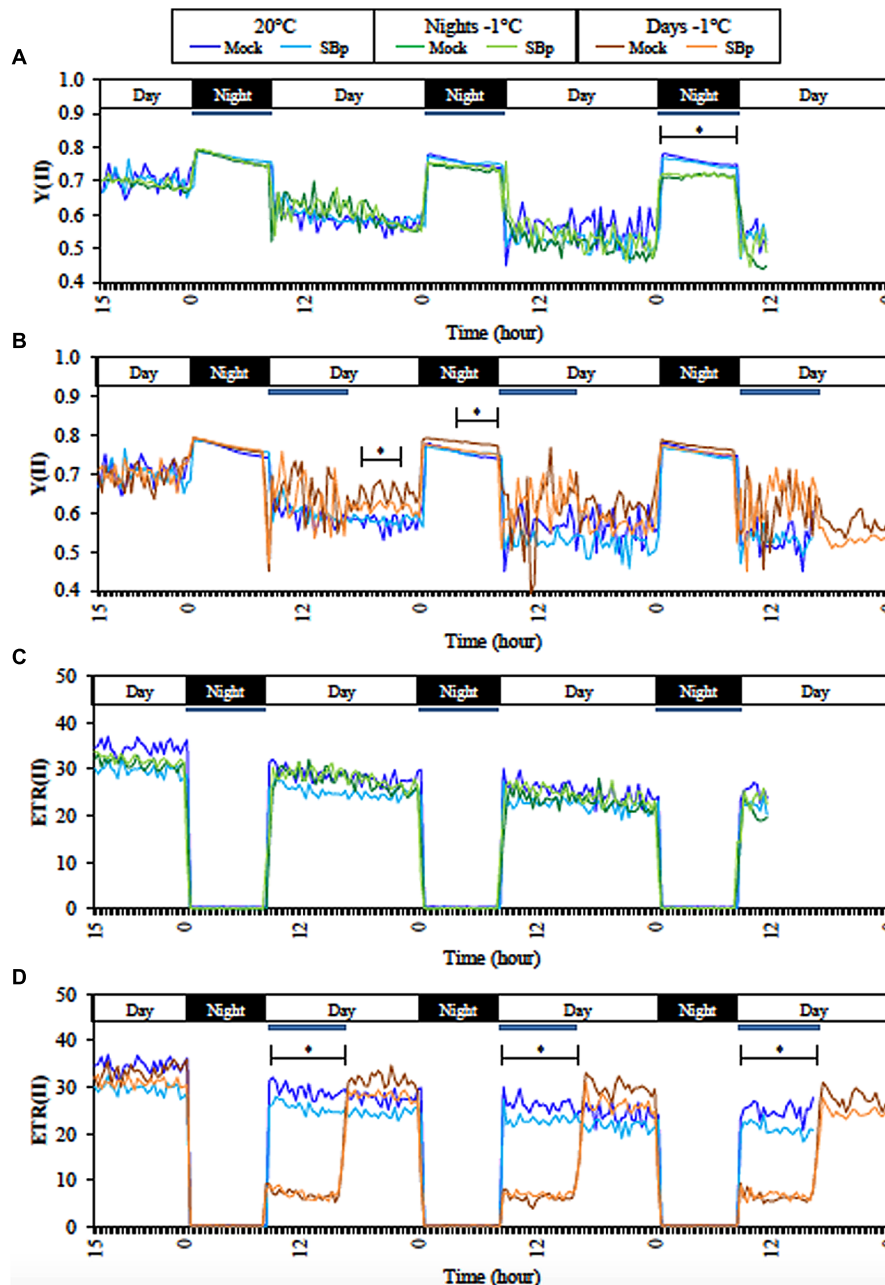 20°C Nights -1°C Days -1°C
Mock SBp Mock SBp Mock SBp
A
1.0
Day Night Day Night Day Night Day
0.9
0.8
0.7
0.6
0.5
0.4
Y(II)
15 0 12 0 12 0 12 0
Time (hour)
B
1.0
Day Night Day Night Day Night Day
0.9
0.8
0.7
0.6
0.5
0.4
Y(II)
15 0 12 0 12 0 12 0
Time (hour)
C
50
Day Night Day Night Day Night Day
40
30
20
10
0
ETR(II)
15 0 12 0 12 0 12 0
Time (hour)
D
50
Day Night Day Night Day Night Day
40
30
20
10
0
ETR(II)
15 0 12 0 12 0 12 0
Time (hour)